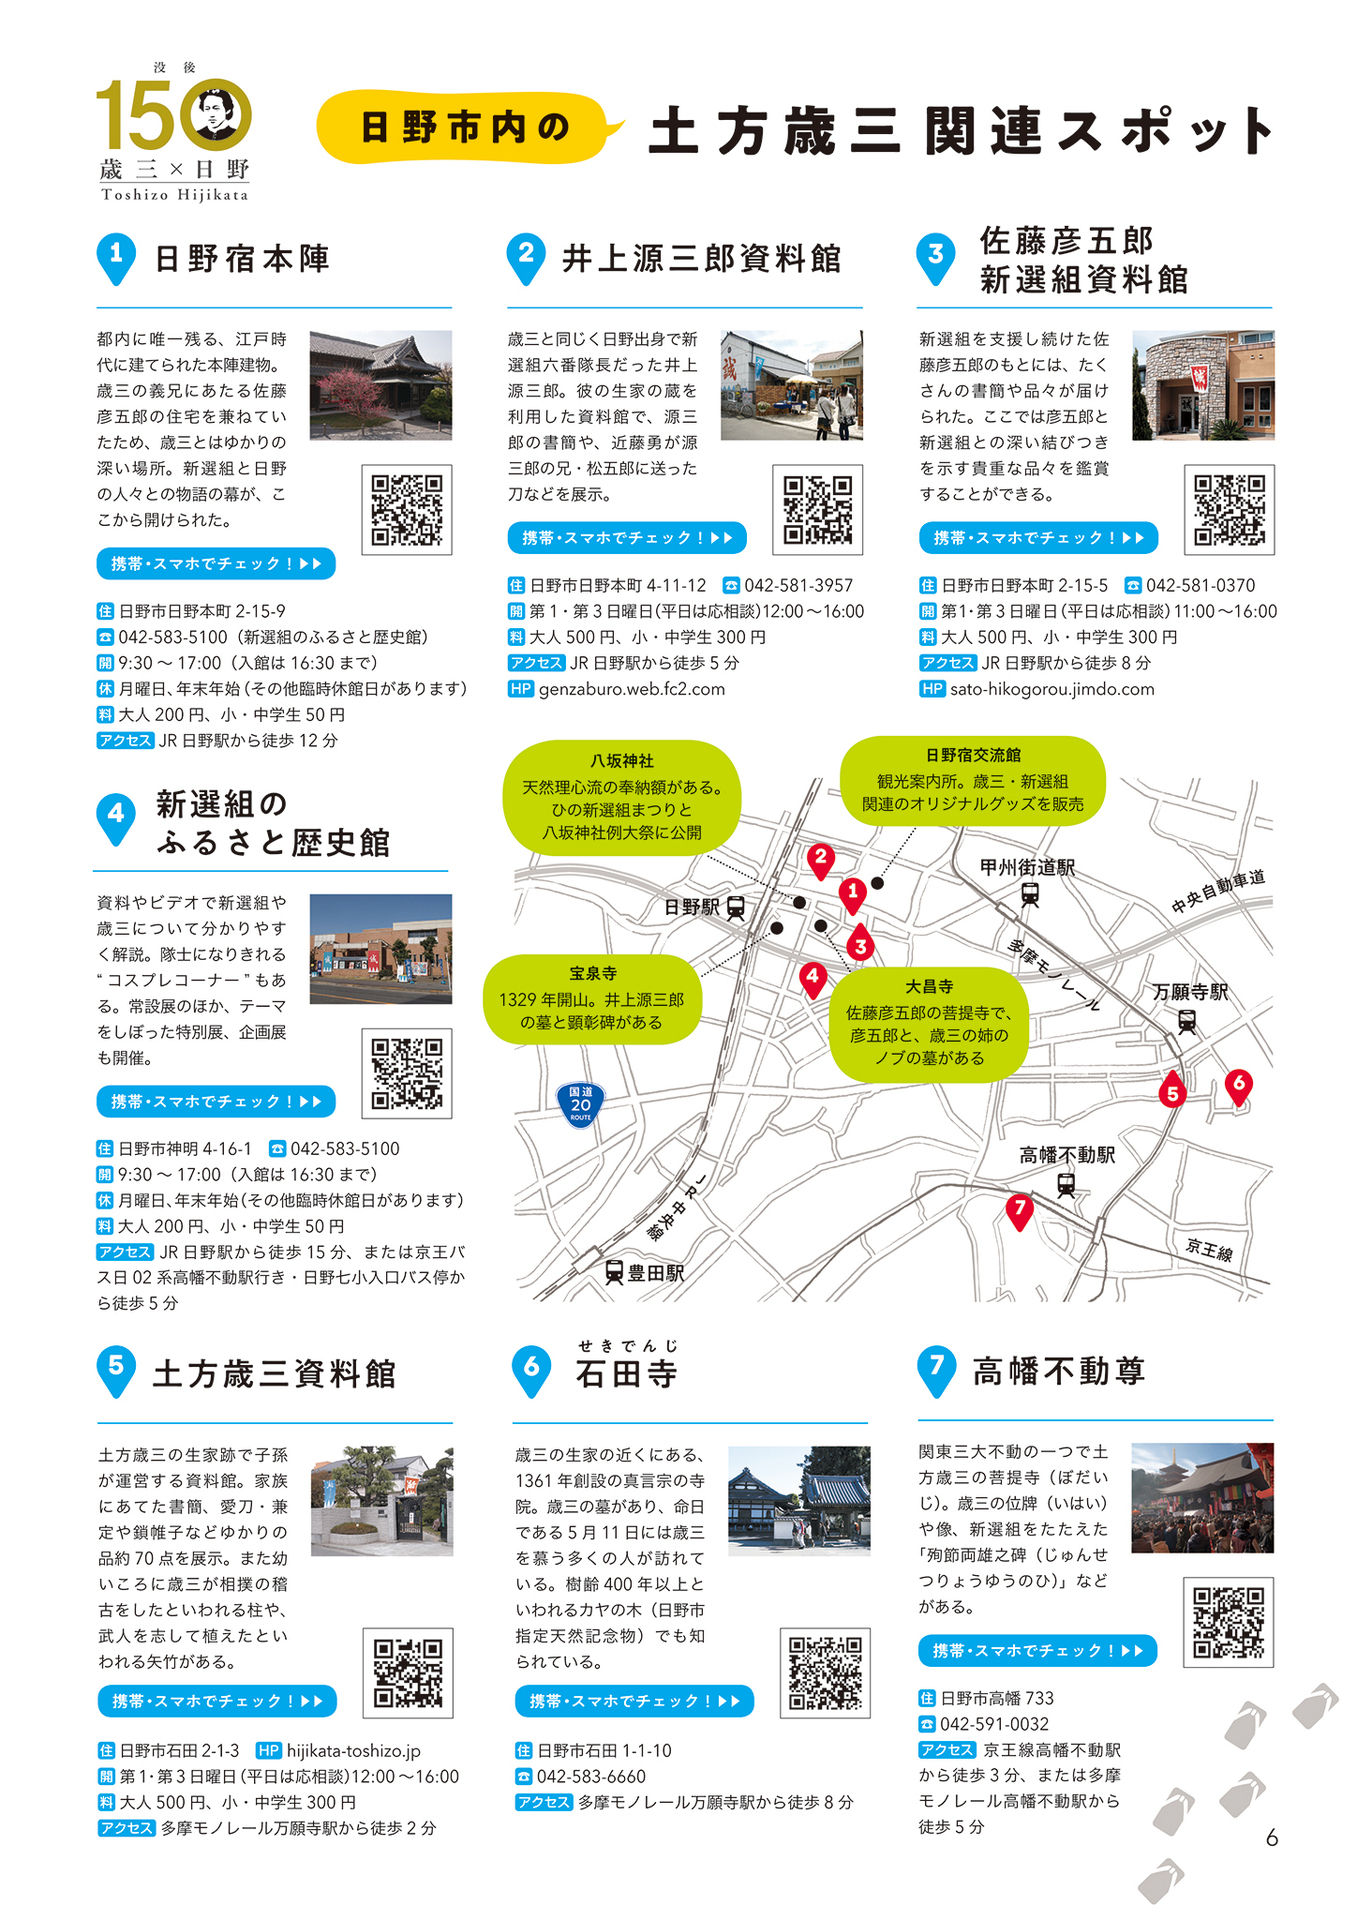 没後
150
歳三×日野
Toshizo Hijikata
日野市内の
土方歳三関連スポット
1 日野宿本陣
都内に唯一残る、江戸時
代に建てられた本陣建物。
歳三の義兄にあたる佐藤
彦五郎の住宅を兼ねてい
たため、歳三とはゆかりの
深い場所。新選組と日野
の人々との物語の幕が、こ
こから開けられた。
携帯・スマホでチェック！▶▶
住 日野市日野本町 2-15-9
☎ 042-583-5100（新選組のふるさと歴史館）
開 9:30 〜 17:00（入館は 16:30 まで）
休 月曜日、年末年始（その他臨時休館日があります）
料 大人 200 円、小・中学生 50 円
アクセス JR 日野駅から徒歩 12 分
2 井上源三郎資料館
歳三と同じく日野出身で新
選組六番隊長だった井上
源三郎。彼の生家の蔵を
利用した資料館で、源三
郎の書簡や、近藤勇が源
三郎の兄・松五郎に送った
刀などを展示。
携帯・スマホでチェック！▶▶
住 日野市日野本町 4-11-12 ☎ 042-581-3957
開 第 1・第 3 日曜日（平日は応相談）12:00 〜16:00
料 大人 500 円、小・中学生 300 円
アクセス JR 日野駅から徒歩 5 分
HP genzaburo.web.fc2.com
3 佐藤彦五郎
新選組資料館
新選組を支援し続けた佐
藤彦五郎のもとには、たく
さんの書簡や品々が届け
られた。ここでは彦五郎と
新選組との深い結びつき
を示す貴重な品々を鑑賞
することができる。
誠
携帯・スマホでチェック！▶▶
住 日野市日野本町 2-15-5 ☎ 042-581-0370
開 第1・第 3 日曜日（平日は応相談）11:00 〜16:00
料 大人 500 円、小・中学生 300 円
アクセス JR 日野駅から徒歩 8 分
HP sato-hikogorou.jimdo.com
4 新選組の
ふるさと歴史館
資料やビデオで新選組や
歳三について分かりやす
く解説。隊士になりきれる
“コスプレコーナー”もあ
る。常設展のほか、テーマ
をしぼった特別展、企画展
も開催。
携帯・スマホでチェック！▶▶
住 日野市神明 4-16-1 ☎ 042-583-5100
開 9:30 〜 17:00（入館は 16:30 まで）
休 月曜日、年末年始（その他臨時休館日があります）
料 大人 200 円、小・中学生 50 円
アクセス JR 日野駅から徒歩 15 分、または京王バ
ス日 02 系高幡不動駅行き・日野七小入口バス停か
ら徒歩 5 分
八坂神社
天然理心流の奉納額がある。
ひの新選組まつりと
八坂神社例大祭に公開
日野宿交流館
観光案内所。歳三・新選組
関連のオリジナルグッズを販売
2
1
甲州街道駅
中央自動車道
日野駅
3
多摩モノレール
4
宝泉寺
1329 年開山。井上源三郎
の墓と顕彰碑がある
大昌寺
佐藤彦五郎の菩提寺で、
彦五郎と、歳三の姉の
ノブの墓がある
万願寺駅
国道
20
ROUTE
5
6
高幡不動駅
7
JR中央線
京王線
豊田駅
5 土方歳三資料館
土方歳三の生家跡で子孫
が運営する資料館。家族
にあてた書簡、愛刀・兼
定や鎖帷子などゆかりの
品約 70 点を展示。また幼
いころに歳三が相撲の稽
古をしたといわれる柱や、
武人を志して植えたとい
われる矢竹がある。
携帯・スマホでチェック！▶▶
住 日野市石田 2-1-3 HP hijikata-toshizo.jp
開 第 1・第 3 日曜日（平日は応相談）12:00 〜16:00
料 大人 500 円、小・中学生 300 円
アクセス 多摩モノレール万願寺駅から徒歩 2 分
せきでんじ
6 石田寺
歳三の生家の近くにある、
1361 年創設の真言宗の寺
院。歳三の墓があり、命日
である 5 月 11 日には歳三
を慕う多くの人が訪れて
いる。樹齢 400 年以上と
いわれるカヤの木（日野市
指定天然記念物）でも知
られている。
携帯・スマホでチェック！▶▶
住 日野市石田 1-1-10
☎ 042-583-6660
アクセス 多摩モノレール万願寺駅から徒歩 8 分
7 高幡不動尊
関東三大不動の一つで土
方歳三の菩提寺（ぼだい
じ）。歳三の位牌（いはい）
や像、新選組をたたえた
「殉節両雄之碑（じゅんせ
つりょうゆうのひ）」など
がある。
携帯・スマホでチェック！▶▶
住 日野市高幡 733
☎ 042-591-0032
アクセス 京王線高幡不動駅
から徒歩 3 分、または多摩
モノレール高幡不動駅から
徒歩 5 分
6